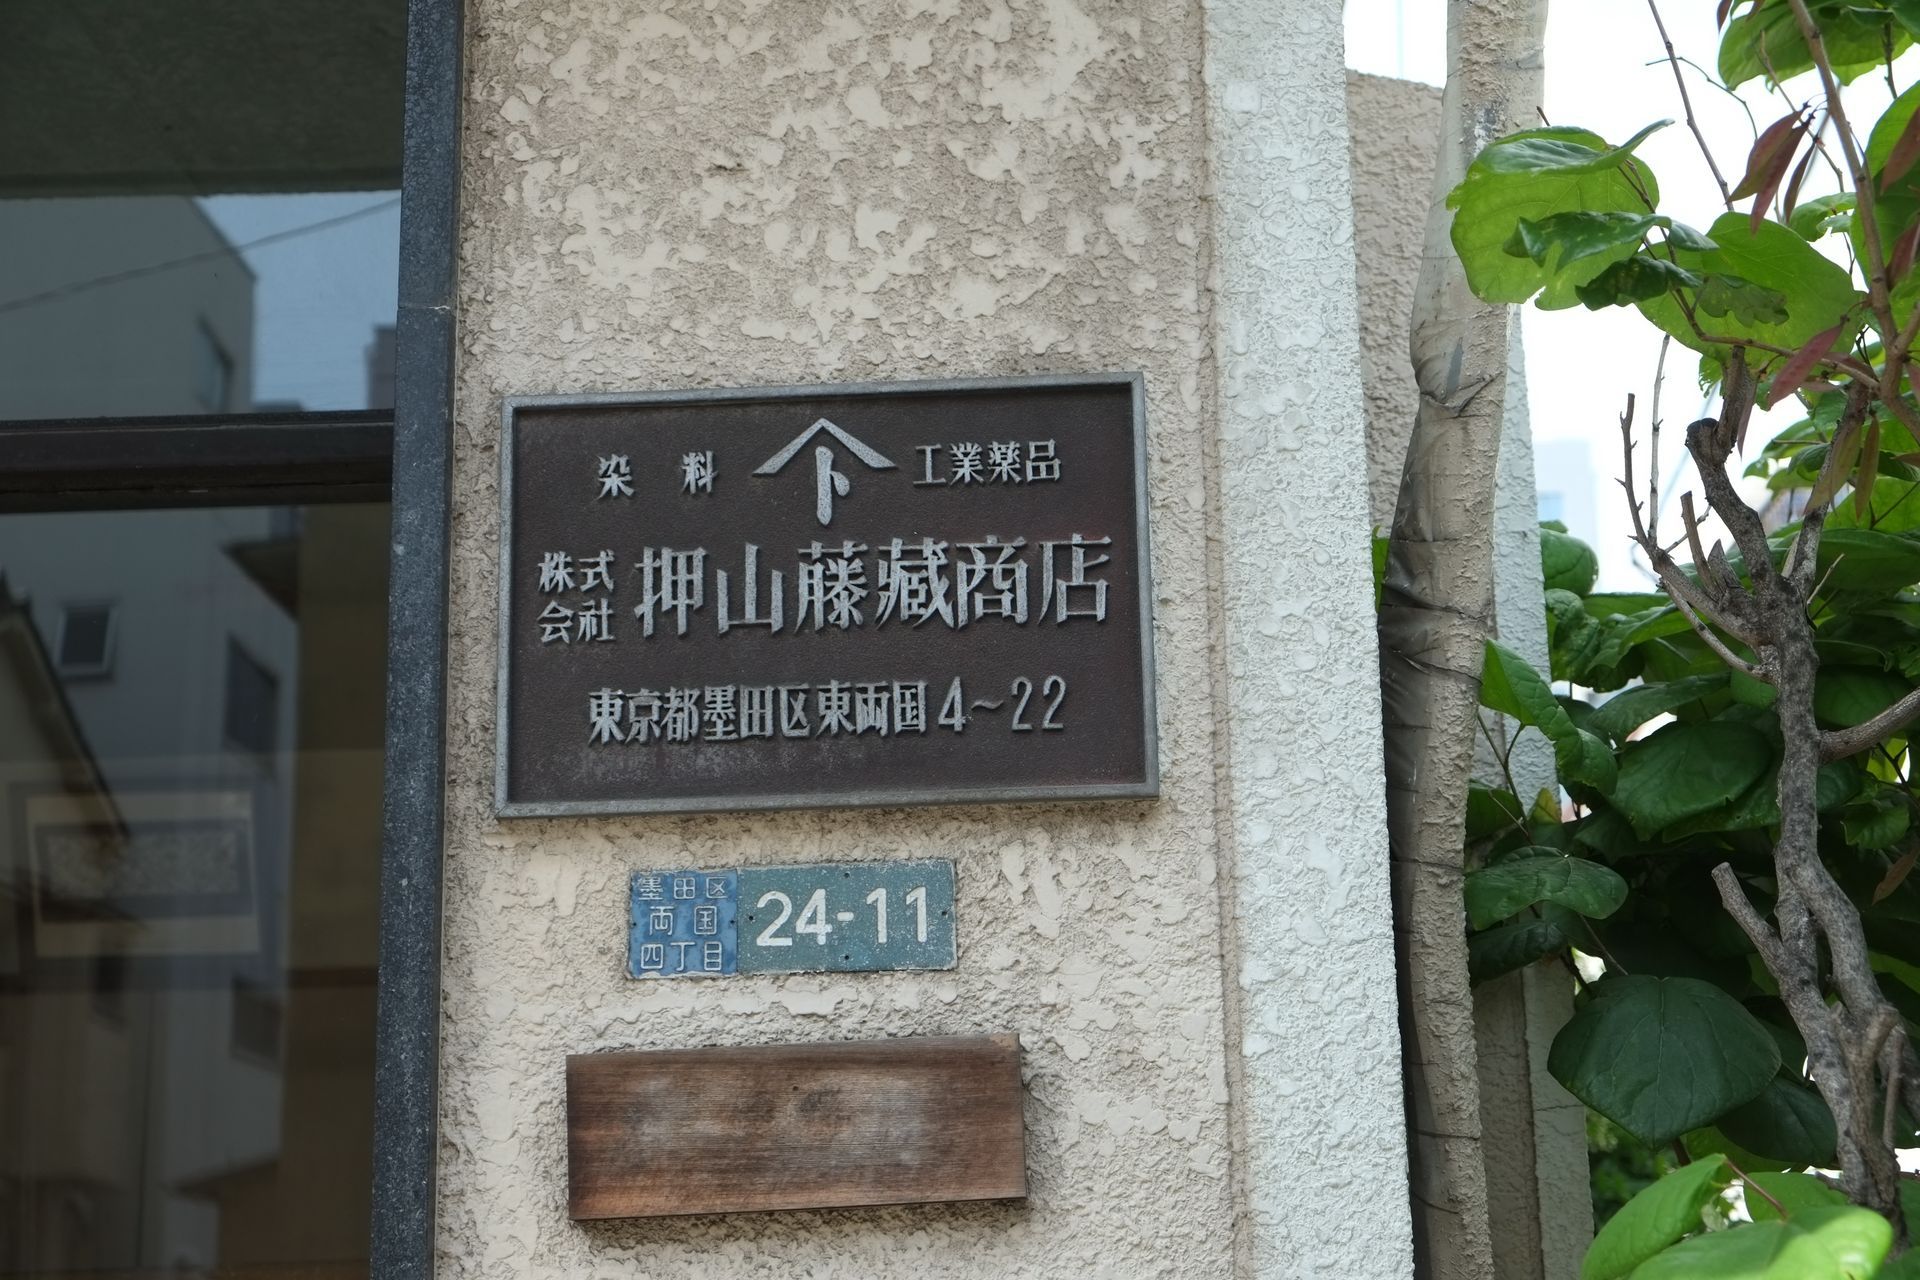 染料 卜 工業薬品
株式会社 押山藤藏商店
東京都墨田区東両国4~22
墨田区
両国
四丁目
24-11